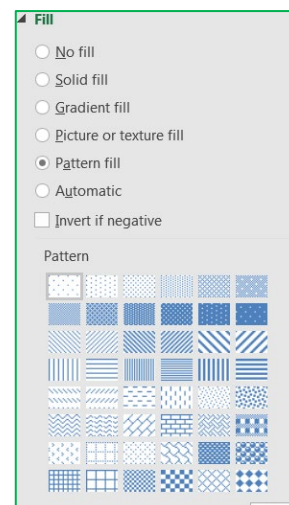 Fill
No fill
Solid fill
Gradient fill
Picture or texture fill
Pattern fill
Automatic
Invert if negative
Pattern